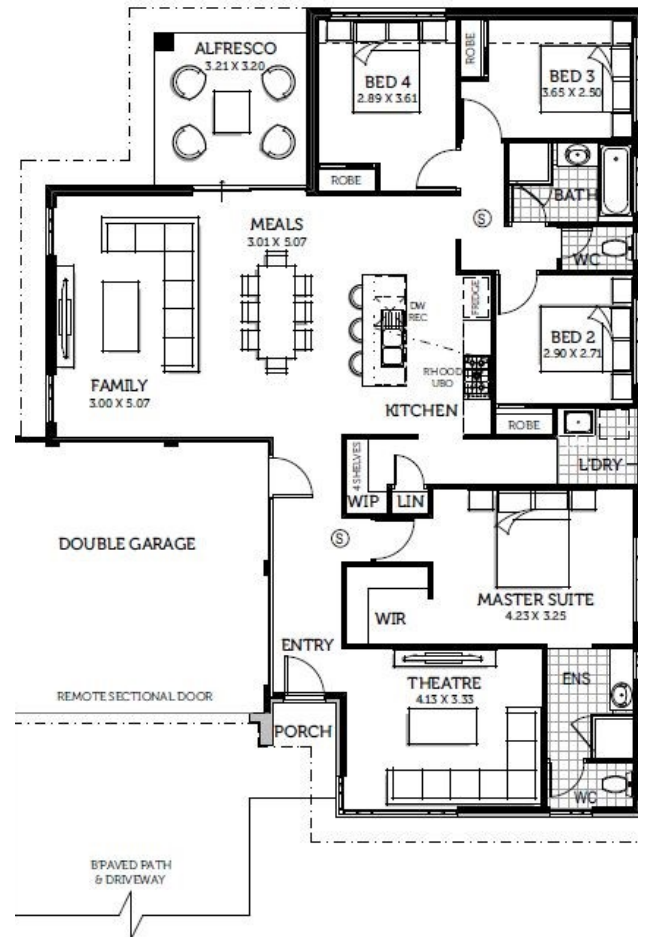 ALFRESCO
3.21 X 3.20
BED 4
2.89 X 3.61
ROBE
BED 3
3.65 X 2.50
ROBE
BATH
S
WC
MEALS
3.01 X 5.07
DW
REC
FRIDGE
BED 2
2.90 X 2.71
RHOOD
UBO
FAMILY
3.00 X 5.07
KITCHEN
ROBE
L'DRY
4 SHELVES
WIP
LIN
DOUBLE GARAGE
S
MASTER SUITE
4.23 X 3.25
WIR
ENTRY
ENS
THEATRE
4.13 X 3.33
REMOTE SECTIONAL DOOR
PORCH
WC
B'PAVED PATH
& DRIVEWAY